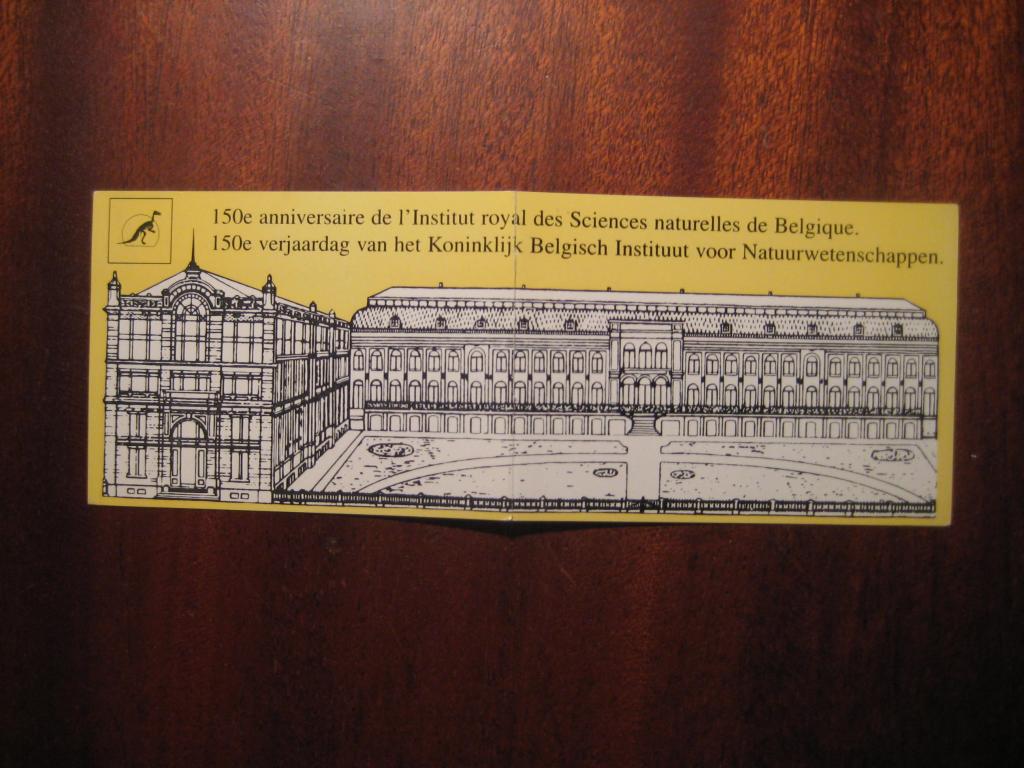 150e anniversaire de l'Institut royal des Sciences naturelles de Belgique.
150e verjaardag van het Koninklijk Belgisch Instituut voor Natuurwetenschappen.